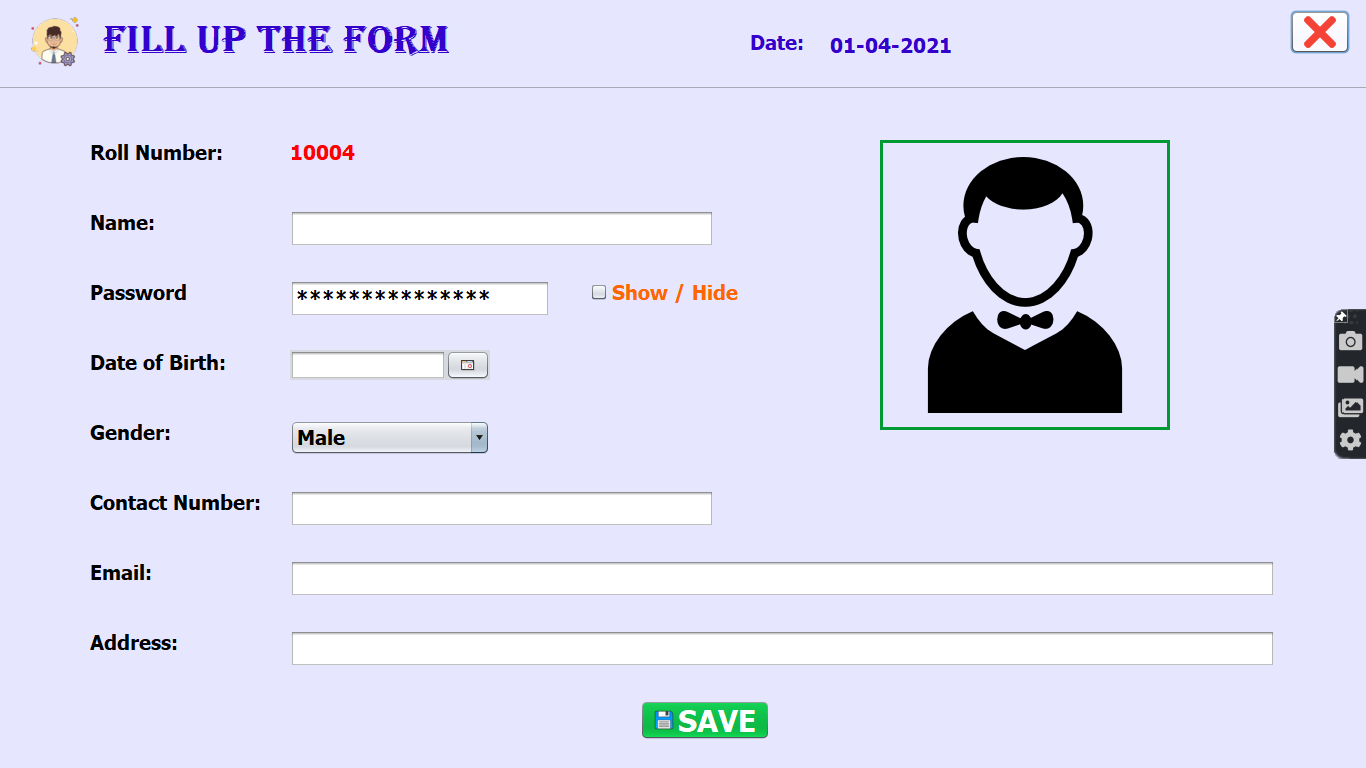 FILL UP THE FORM
Date: 01-04-2021
Roll Number: 10004
Name:
Password *************** Show / Hide
Date of Birth:
Gender: Male
Contact Number:
Email:
Address:
SAVE